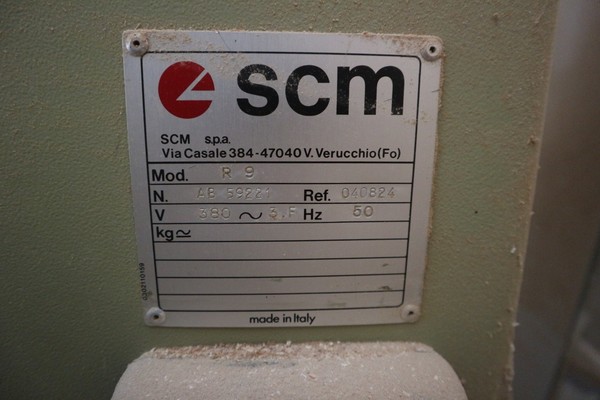 scm
SCM s.p.a.
Via Casale 384-47040 V. Verucchio (Fo)
Mod. R 9
N. AB Ref. 040824
V 380 ~ 3.F Hz 50
kg≃
made in Italy